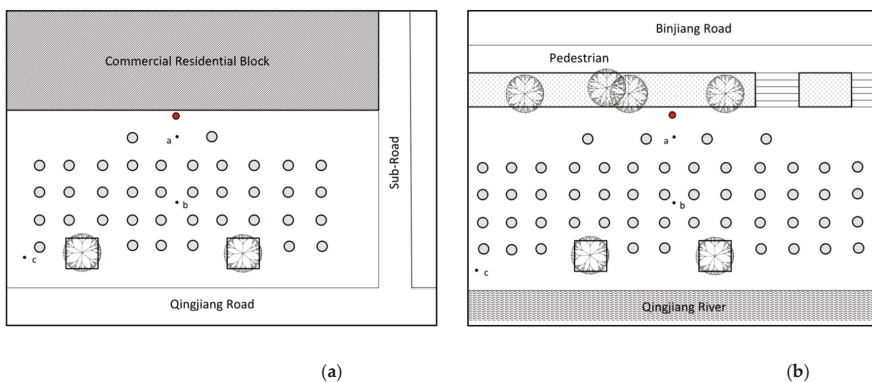 Commercial Residential Block
a
b
c
Sub-Road
Qingjiang Road
(a)
Binjiang Road
Pedestrian
a
b
c
Qingjiang River
(b)